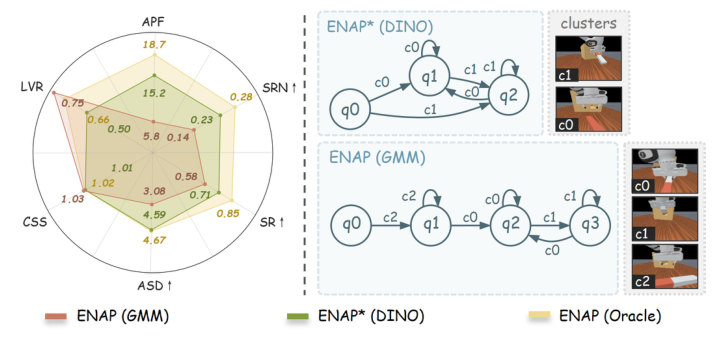 APF
18.7
LVR
0.75
SRN ↑
0.28
0.66
15.2
0.23
0.50
5.8
0.14
1.01
0.58
1.02
3.08
0.71
1.03
CSS
4.59
0.85
SR ↑
4.67
ASD ↑
ENAP* (DINO)
c0
c0
q1
c1
c1
c0
q2
q0
c1
clusters
c1
c0
ENAP (GMM)
c2
c0
c1
q0
c2
q1
c0
q2
c1
q3
c0
c0
c1
c2
ENAP (GMM)
ENAP* (DINO)
ENAP (Oracle)